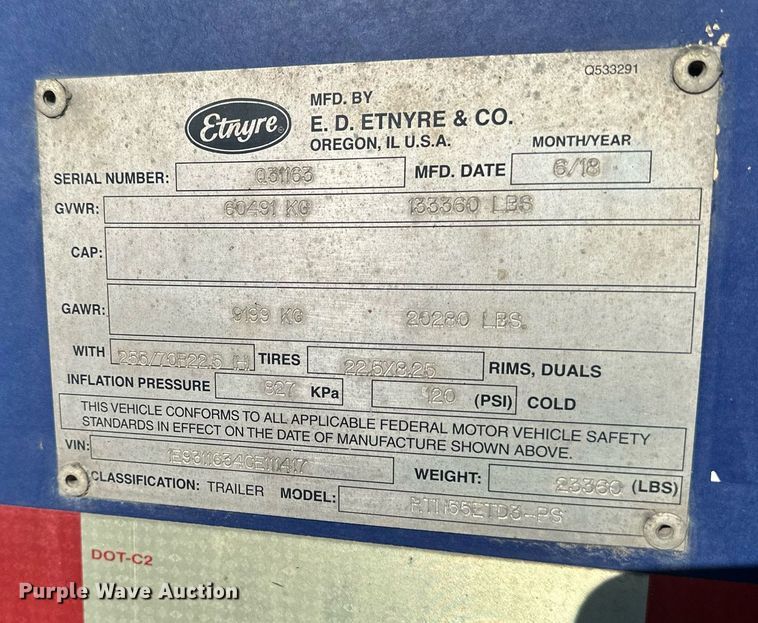 Q533291
Etnyre
MFD. BY
E. D. ETNYRE & CO.
OREGON, IL U.S.A.
MONTH/YEAR
SERIAL NUMBER: Q31163 MFD. DATE 6/18
GVWR: 60491 KG 133360 LBS
CAP:
GAWR: 9199 KG 20280 LBS
WITH 255/70R22.5 (H) TIRES 22.5X8.25 RIMS, DUALS
INFLATION PRESSURE 827 KPa 120 (PSI) COLD
THIS VEHICLE CONFORMS TO ALL APPLICABLE FEDERAL MOTOR VEHICLE SAFETY
STANDARDS IN EFFECT ON THE DATE OF MANUFACTURE SHOWN ABOVE.
VIN: WEIGHT: 23360 (LBS)
CLASSIFICATION: TRAILER MODEL:
DOT-C2
Purple Wave Auction